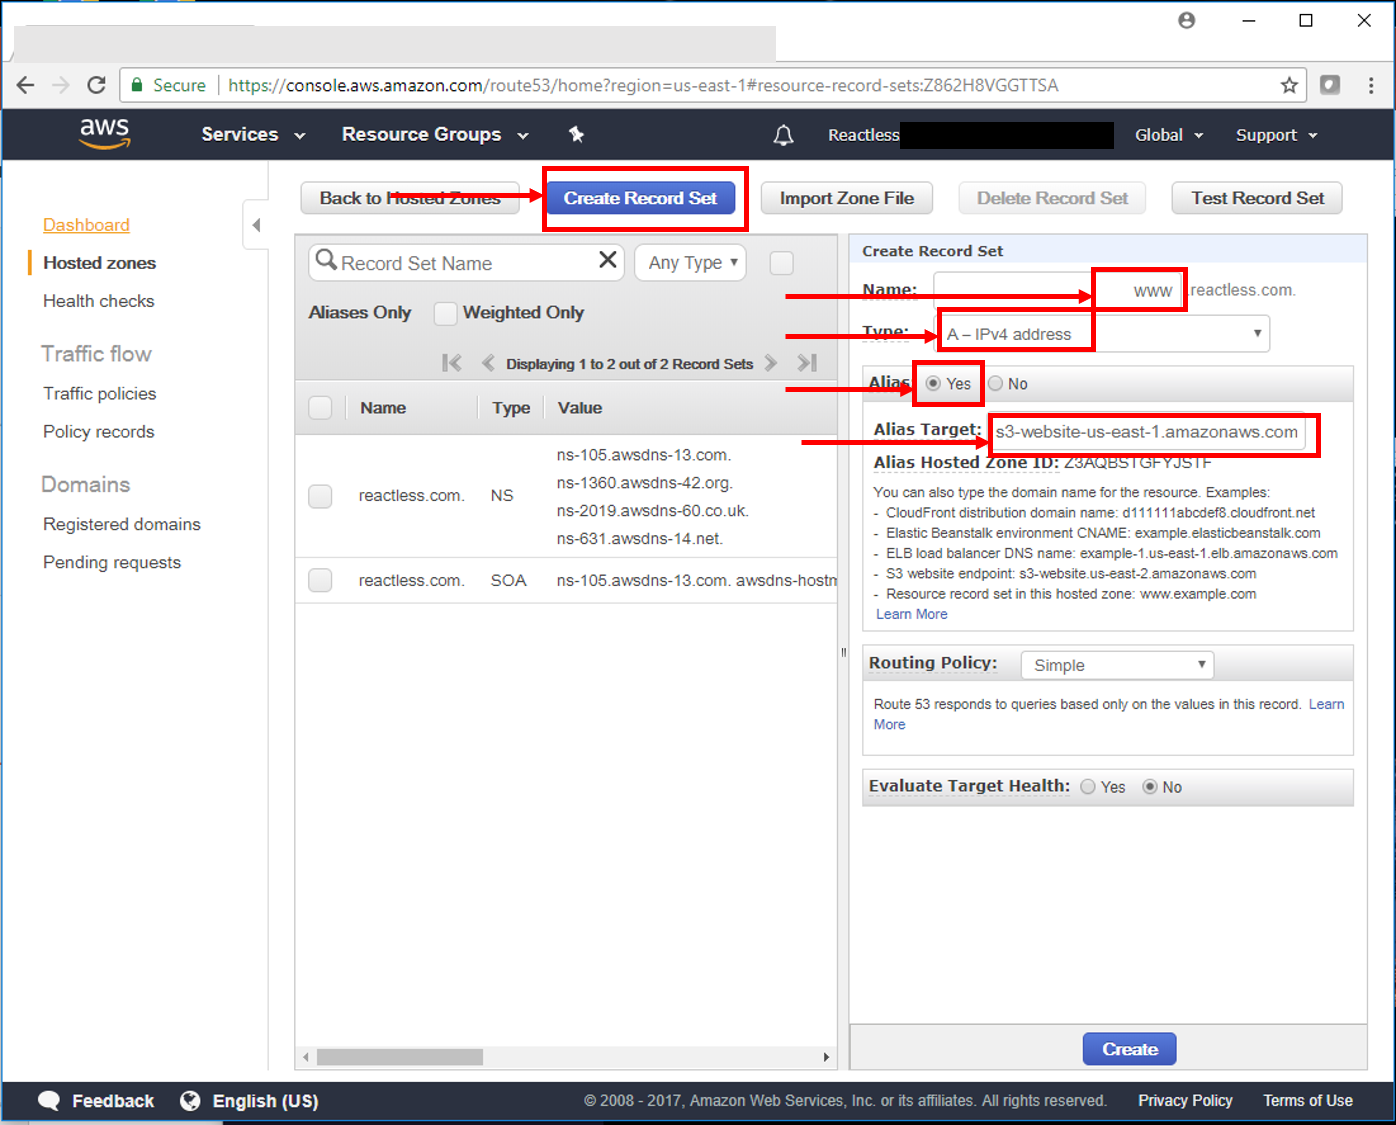 Secure https://console.aws.amazon.com/route53/home?region=us-east-1#resource-record-sets:Z862H8VGGTTSA
aws Services Resource Groups Reactless Global Support
Back to Hosted Zones Create Record Set Import Zone File Delete Record Set Test Record Set
Dashboard
Hosted zones
Health checks
Traffic flow
Traffic policies
Policy records
Domains
Registered domains
Pending requests
Record Set Name Any Type
Aliases Only Weighted Only
Displaying 1 to 2 out of 2 Record Sets
Name Type Value
reactless.com. NS
ns-105.awsdns-13.com.
ns-1360.awsdns-42.org.
ns-2019.awsdns-60.co.uk.
ns-631.awsdns-14.net.
reactless.com. SOA ns-105.awsdns-13.com. awsdns-hostm
Create Record Set
Name: www .reactless.com.
Type: A – IPv4 address
Alias: Yes No
Alias Target: s3-website-us-east-1.amazonaws.com
Alias Hosted Zone ID: Z3AQBSTGFYJSTF
You can also type the domain name for the resource. Examples:
- CloudFront distribution domain name: d111111abcdef8.cloudfront.net
- Elastic Beanstalk environment CNAME: example.elasticbeanstalk.com
- ELB load balancer DNS name: example-1.us-east-1.elb.amazonaws.com
- S3 website endpoint: s3-website.us-east-2.amazonaws.com
- Resource record set in this hosted zone: www.example.com
Learn More
Routing Policy: Simple
Route 53 responds to queries based only on the values in this record. Learn
More
Evaluate Target Health: Yes No
Create
Feedback English (US) © 2008 - 2017, Amazon Web Services, Inc. or its affiliates. All rights reserved. Privacy Policy Terms of Use